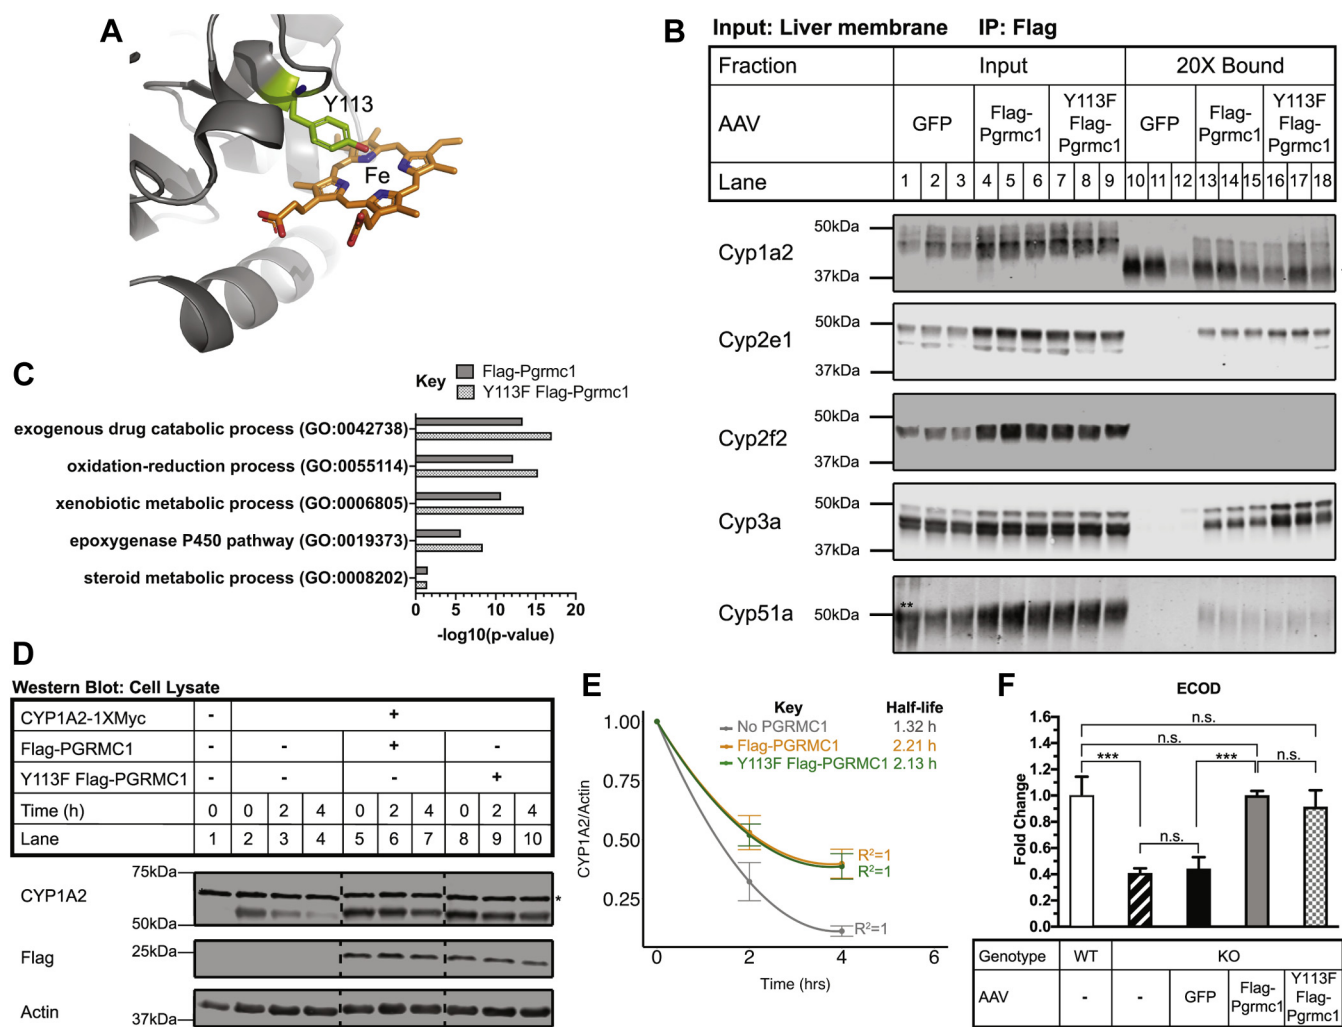 A
Y113
Fe
B
Input: Liver membrane IP: Flag
Fraction Input 20X Bound
AAV GFP Flag-Pgrmc1 Y113F Flag-Pgrmc1 GFP Flag-Pgrmc1 Y113F Flag-Pgrmc1
Lane 1 2 3 4 5 6 7 8 9 10 11 12 13 14 15 16 17 18
Cyp1a2 50kDa 37kDa
Cyp2e1 50kDa 37kDa
Cyp2f2 50kDa 37kDa
Cyp3a 50kDa 37kDa
Cyp51a 50kDa **
C
Key Flag-Pgrmc1
Y113F Flag-Pgrmc1
exogenous drug catabolic process (GO:0042738)
oxidation-reduction process (GO:0055114)
xenobiotic metabolic process (GO:0006805)
epoxygenase P450 pathway (GO:0019373)
steroid metabolic process (GO:0008202)
0 5 10 15 20
-log10(p-value)
D
Western Blot: Cell Lysate
CYP1A2-1XMyc - +
Flag-PGRMC1 - - + -
Y113F Flag-PGRMC1 - - - +
Time (h) 0 0 2 4 0 2 4 0 2 4
Lane 1 2 3 4 5 6 7 8 9 10
75kDa
CYP1A2 *
50kDa
Flag 25kDa
Actin
37kDa
E
Key Half-life
No PGRMC1 1.32 h
Flag-PGRMC1 2.21 h
Y113F Flag-PGRMC1 2.13 h
CYP1A2/Actin
1.00
0.75
0.50
0.25
R²=1
R²=1
R²=1
0 2 4 6
Time (hrs)
F
ECOD
Fold Change
1.6
1.4
1.2
1.0
0.8
0.6
0.4
0.2
0.0
n.s.
n.s.
*** *** n.s.
n.s.
Genotype WT KO
AAV - - GFP Flag-Pgrmc1 Y113F Flag-Pgrmc1